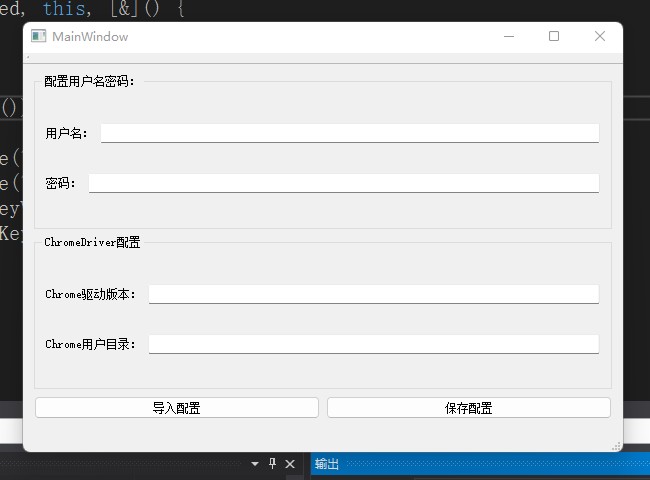 ed, this, [&]() {
MainWindow
配置用户名密码：
()
用户名：
e(
密码：
e(
ey
Key
ChromeDriver配置
Chrome驱动版本：
Chrome用户目录：
导入配置
保存配置
输出